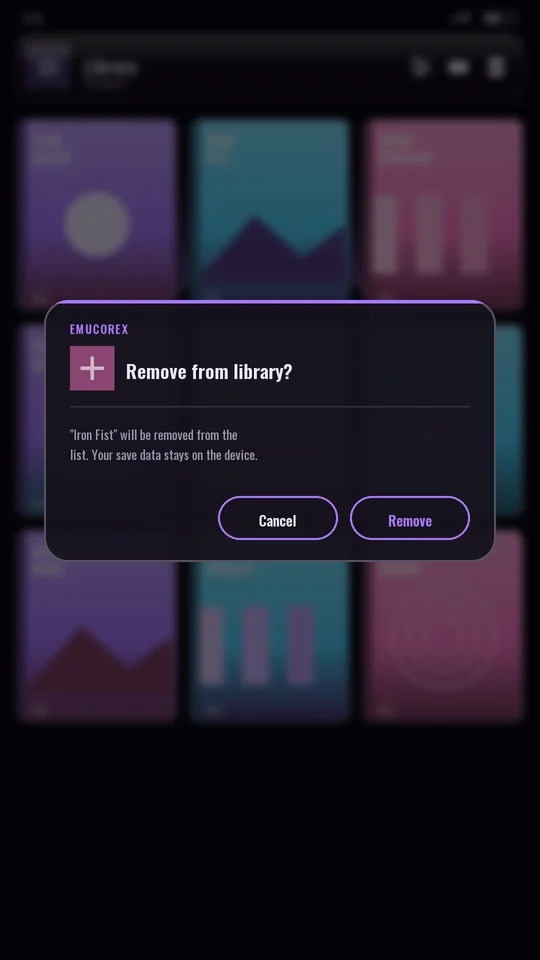 Library
EMUCOREX
Remove from library?
"Iron Fist" will be removed from the
list. Your save data stays on the device.
Cancel
Remove